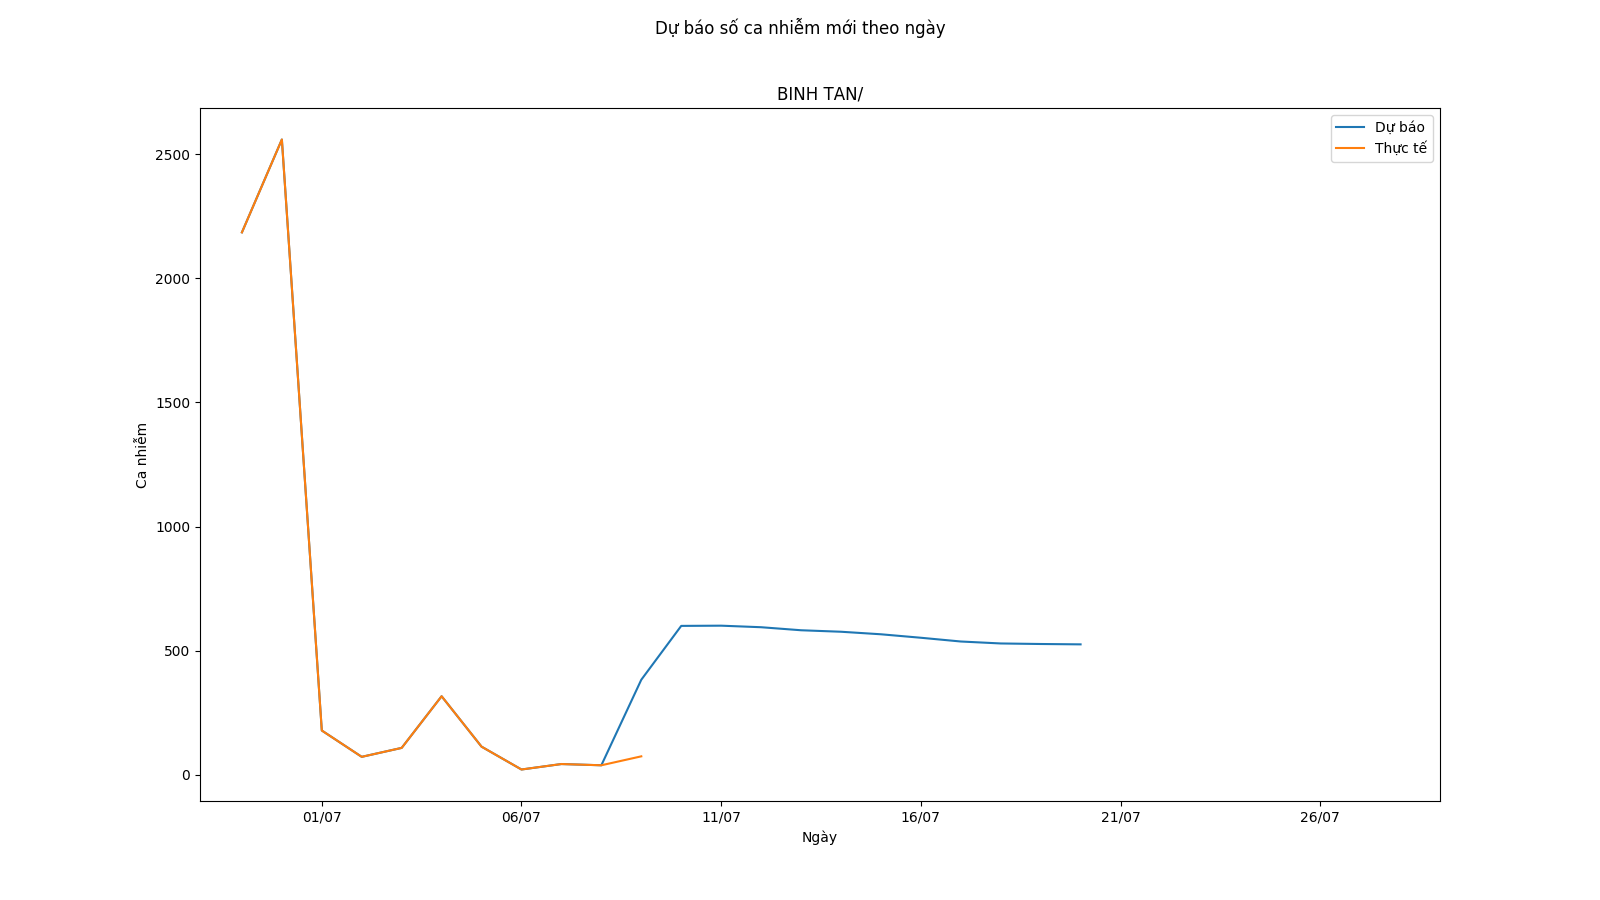 Dự báo số ca nhiễm mới theo ngày
BINH TAN/
Dự báo
Thực tế
2500
2000
1500
1000
500
0
Ca nhiễm
01/07
06/07
11/07
16/07
21/07
26/07
Ngày